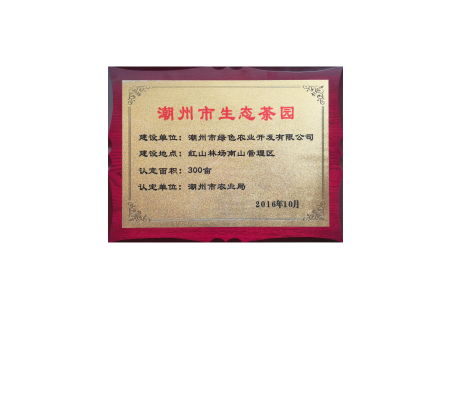 潮州市生态茶园
建设单位：潮州市绿色农业开发有限公司
建设地点：红山林场南山管理区
认定面积：300亩
认定单位：潮州市农业局
2016年10月